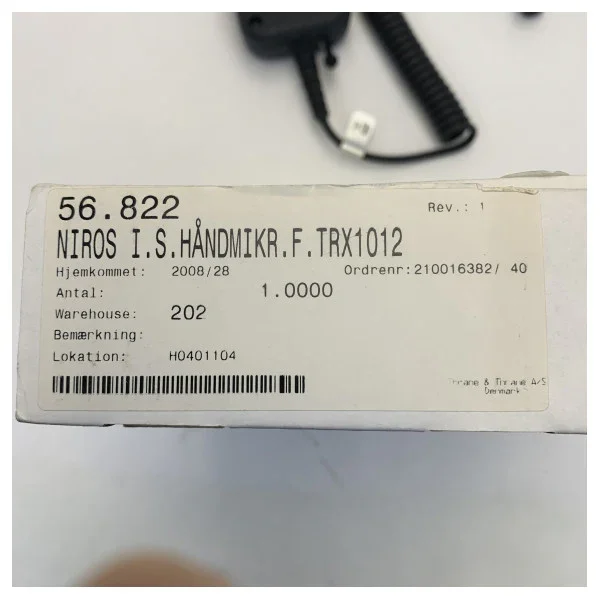 56.822
Rev.: 1
NIROS I.S.HÅNDMIKR.F.TRX1012
Hjemkommet: 2008/28 Ordrenr:210016382/ 40
Antal: 1.0000
Warehouse: 202
Bemærkning:
Lokation: H0401104
Thrane & Thrane A/S
Denmark